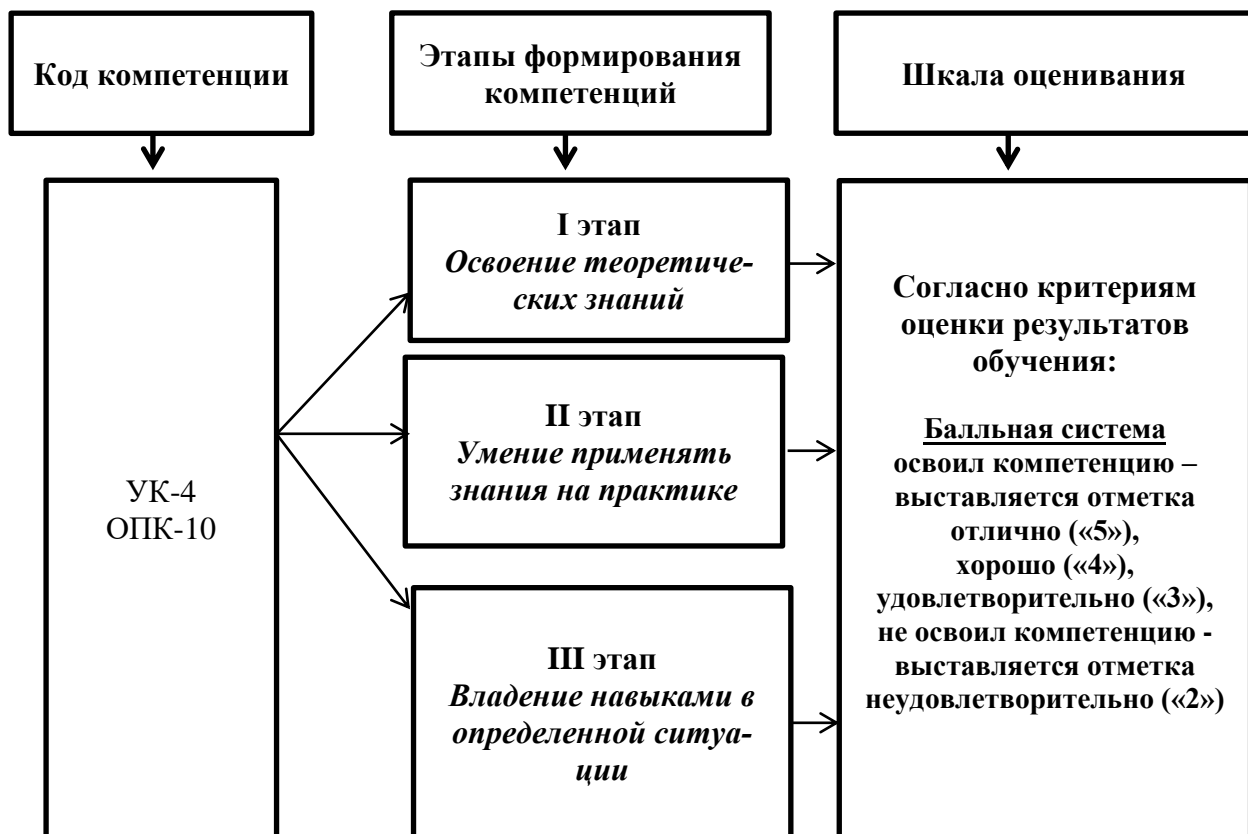 Код компетенции
Этапы формирования
компетенций
Шкала оценивания
УК-4
ОПК-10
I этап
Освоение теоретиче-
ских знаний
II этап
Умение применять
знания на практике
III этап
Владение навыками в
определенной ситуа-
ции
Согласно критериям
оценки результатов
обучения:
Балльная система
освоил компетенцию –
выставляется отметка
отлично («5»),
хорошо («4»),
удовлетворительно («3»),
не освоил компетенцию -
выставляется отметка
неудовлетворительно («2»)